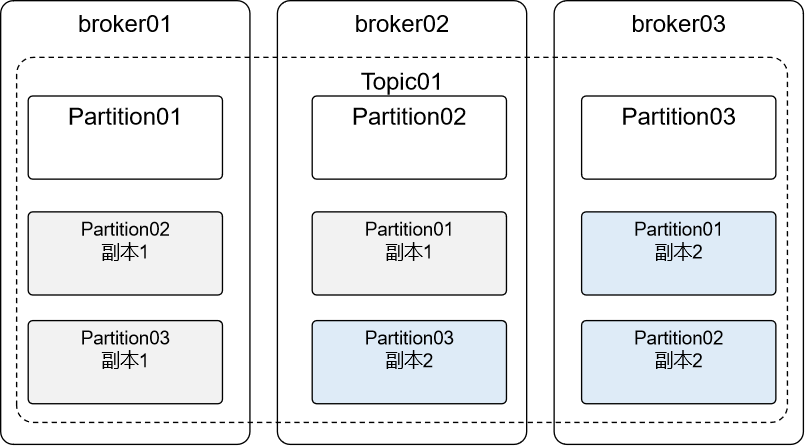 broker01
broker02
broker03
Topic01
Partition01
Partition02
Partition03
Partition02
副本1
Partition01
副本1
Partition01
副本2
Partition03
副本1
Partition03
副本2
Partition02
副本2